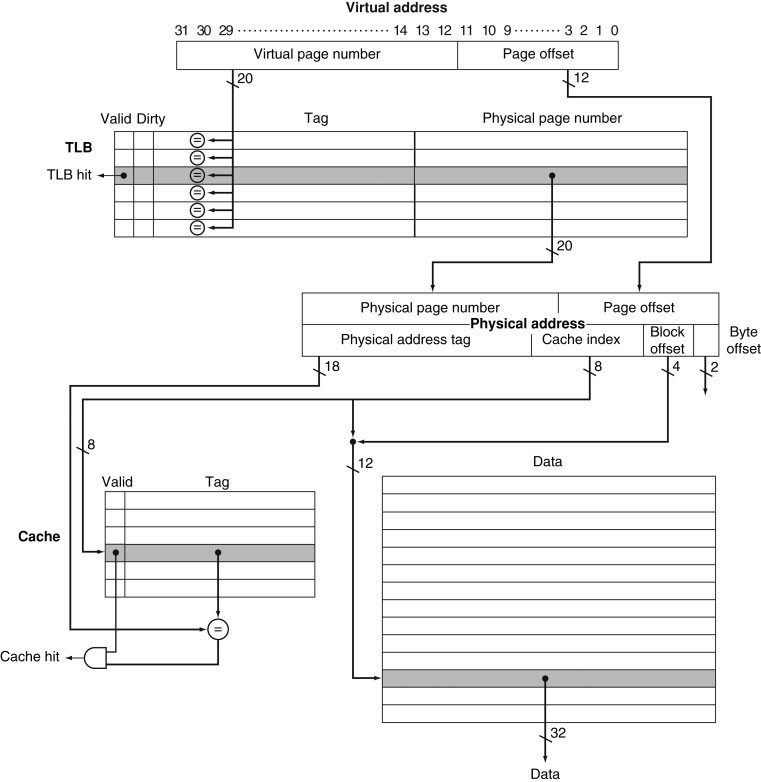 Virtual address
31 30 29 ·································· 14 13 12 11 10 9 ········· 3 2 1 0
Virtual page number Page offset
20 12
Valid Dirty Tag Physical page number
TLB
=
=
TLB hit =
=
=
=
20
Physical page number Page offset
Physical address
Physical address tag Cache index Block offset Byte offset
18 8 4 2
8
12
Data
Valid Tag
Cache
=
Cache hit
32
Data